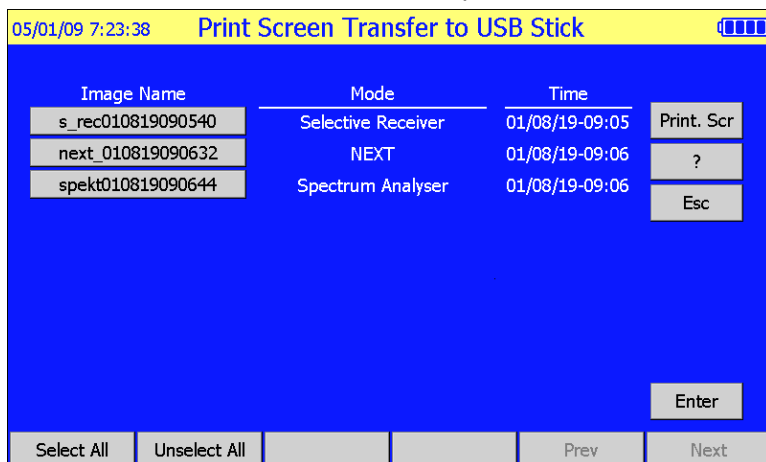 05/01/09 7:23:38 Print Screen Transfer to USB Stick
Image Name Mode Time
s_rec010819090540 Selective Receiver 01/08/19-09:05 Print. Scr
next_010819090632 NEXT 01/08/19-09:06 ?
spekt010819090644 Spectrum Analyser 01/08/19-09:06
Esc
Enter
Select All Unselect All Prev Next